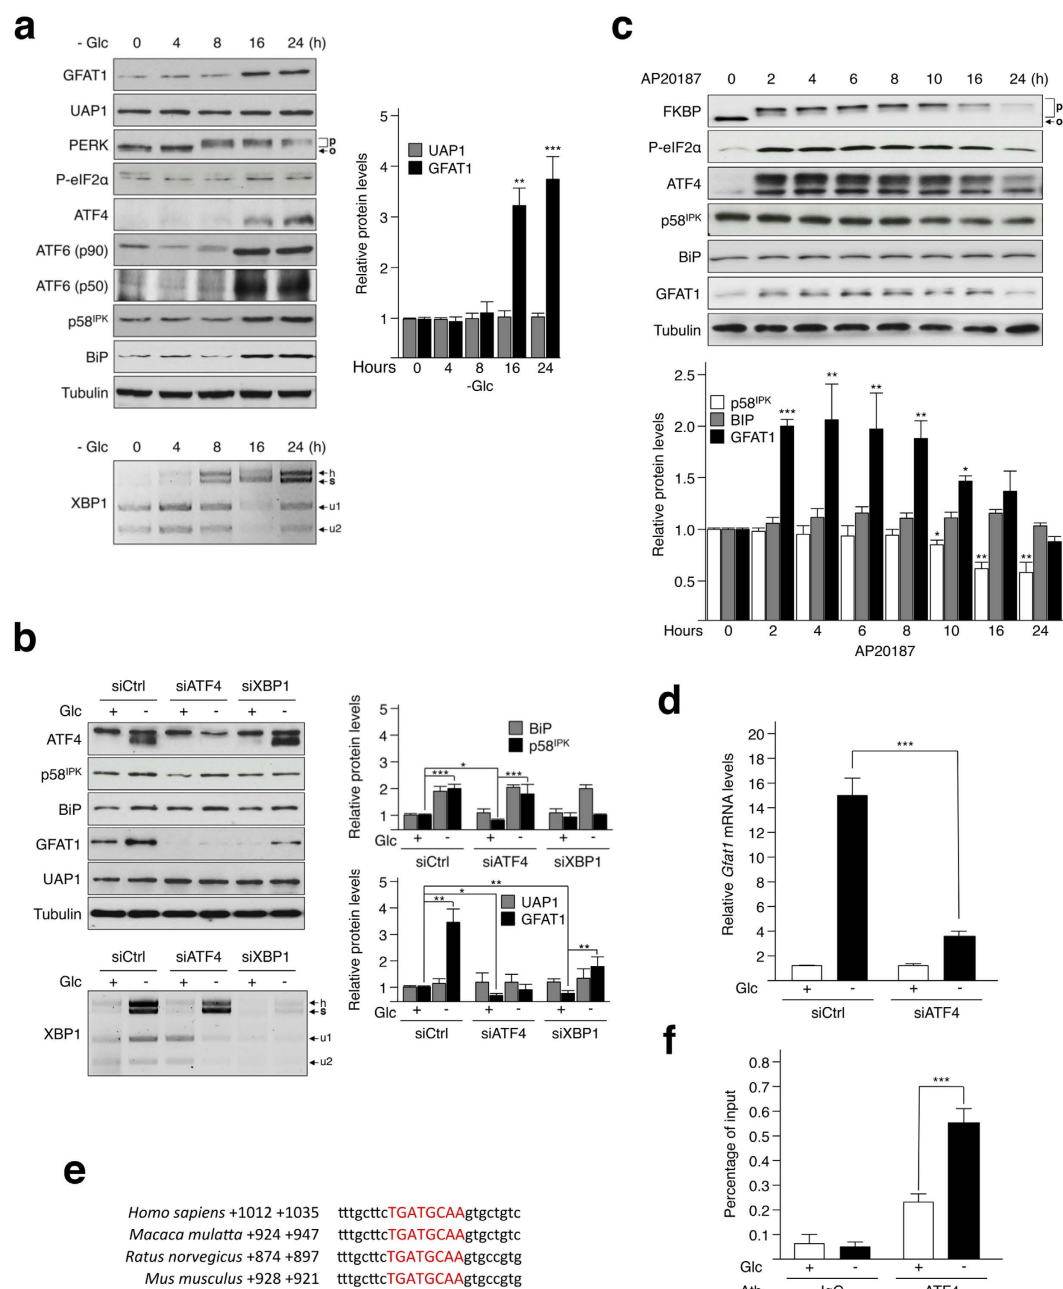 a
- Glc 0 4 8 16 24 (h)
GFAT1
UAP1
PERK
p
o
P-eIF2α
ATF4
ATF6 (p90)
ATF6 (p50)
p58IPK
BiP
Tubulin
- Glc 0 4 8 16 24 (h)
XBP1
h
s
u1
u2
Relative protein levels
5
4
3
2
1
UAP1
GFAT1
**
***
Hours 0 4 8 16 24
-Glc
b
siCtrl siATF4 siXBP1
Glc + - + - + -
ATF4
p58IPK
BiP
GFAT1
UAP1
Tubulin
siCtrl siATF4 siXBP1
Glc + - + - + -
XBP1
h
s
u1
u2
Relative protein levels
5
4
3
2
1
BiP
p58IPK
*
*** ***
Glc + - + - + -
siCtrl siATF4 siXBP1
Relative protein levels
5
4
3
2
1
UAP1
GFAT1
**
*
** **
Glc + - + - + -
siCtrl siATF4 siXBP1
c
AP20187 0 2 4 6 8 10 16 24 (h)
FKBP
p
o
P-eIF2α
ATF4
p58IPK
BiP
GFAT1
Tubulin
Relative protein levels
2.5
2.0
1.5
1.0
0.5
p58IPK
BIP
GFAT1
*** ** ** ** *
* ** **
Hours 0 2 4 6 8 10 16 24
AP20187
d
Relative Gfat1 mRNA levels
20
18
16
14
12
10
8
6
4
2
***
Glc + - + -
siCtrl siATF4
e
Homo sapiens +1012 +1035 tttgcttcTGATGCAAgtgctgtc
Macaca mulatta +924 +947 tttgcttcTGATGCAAgtgctgtc
Ratus norvegicus +874 +897 tttgcttcTGATGCAAgtgccgtg
Mus musculus +928 +921 tttgcttcTGATGCAAgtgccgtg
f
Percentage of input
0.8
0.7
0.6
0.5
0.4
0.3
0.2
0.1
***
Glc + - + -